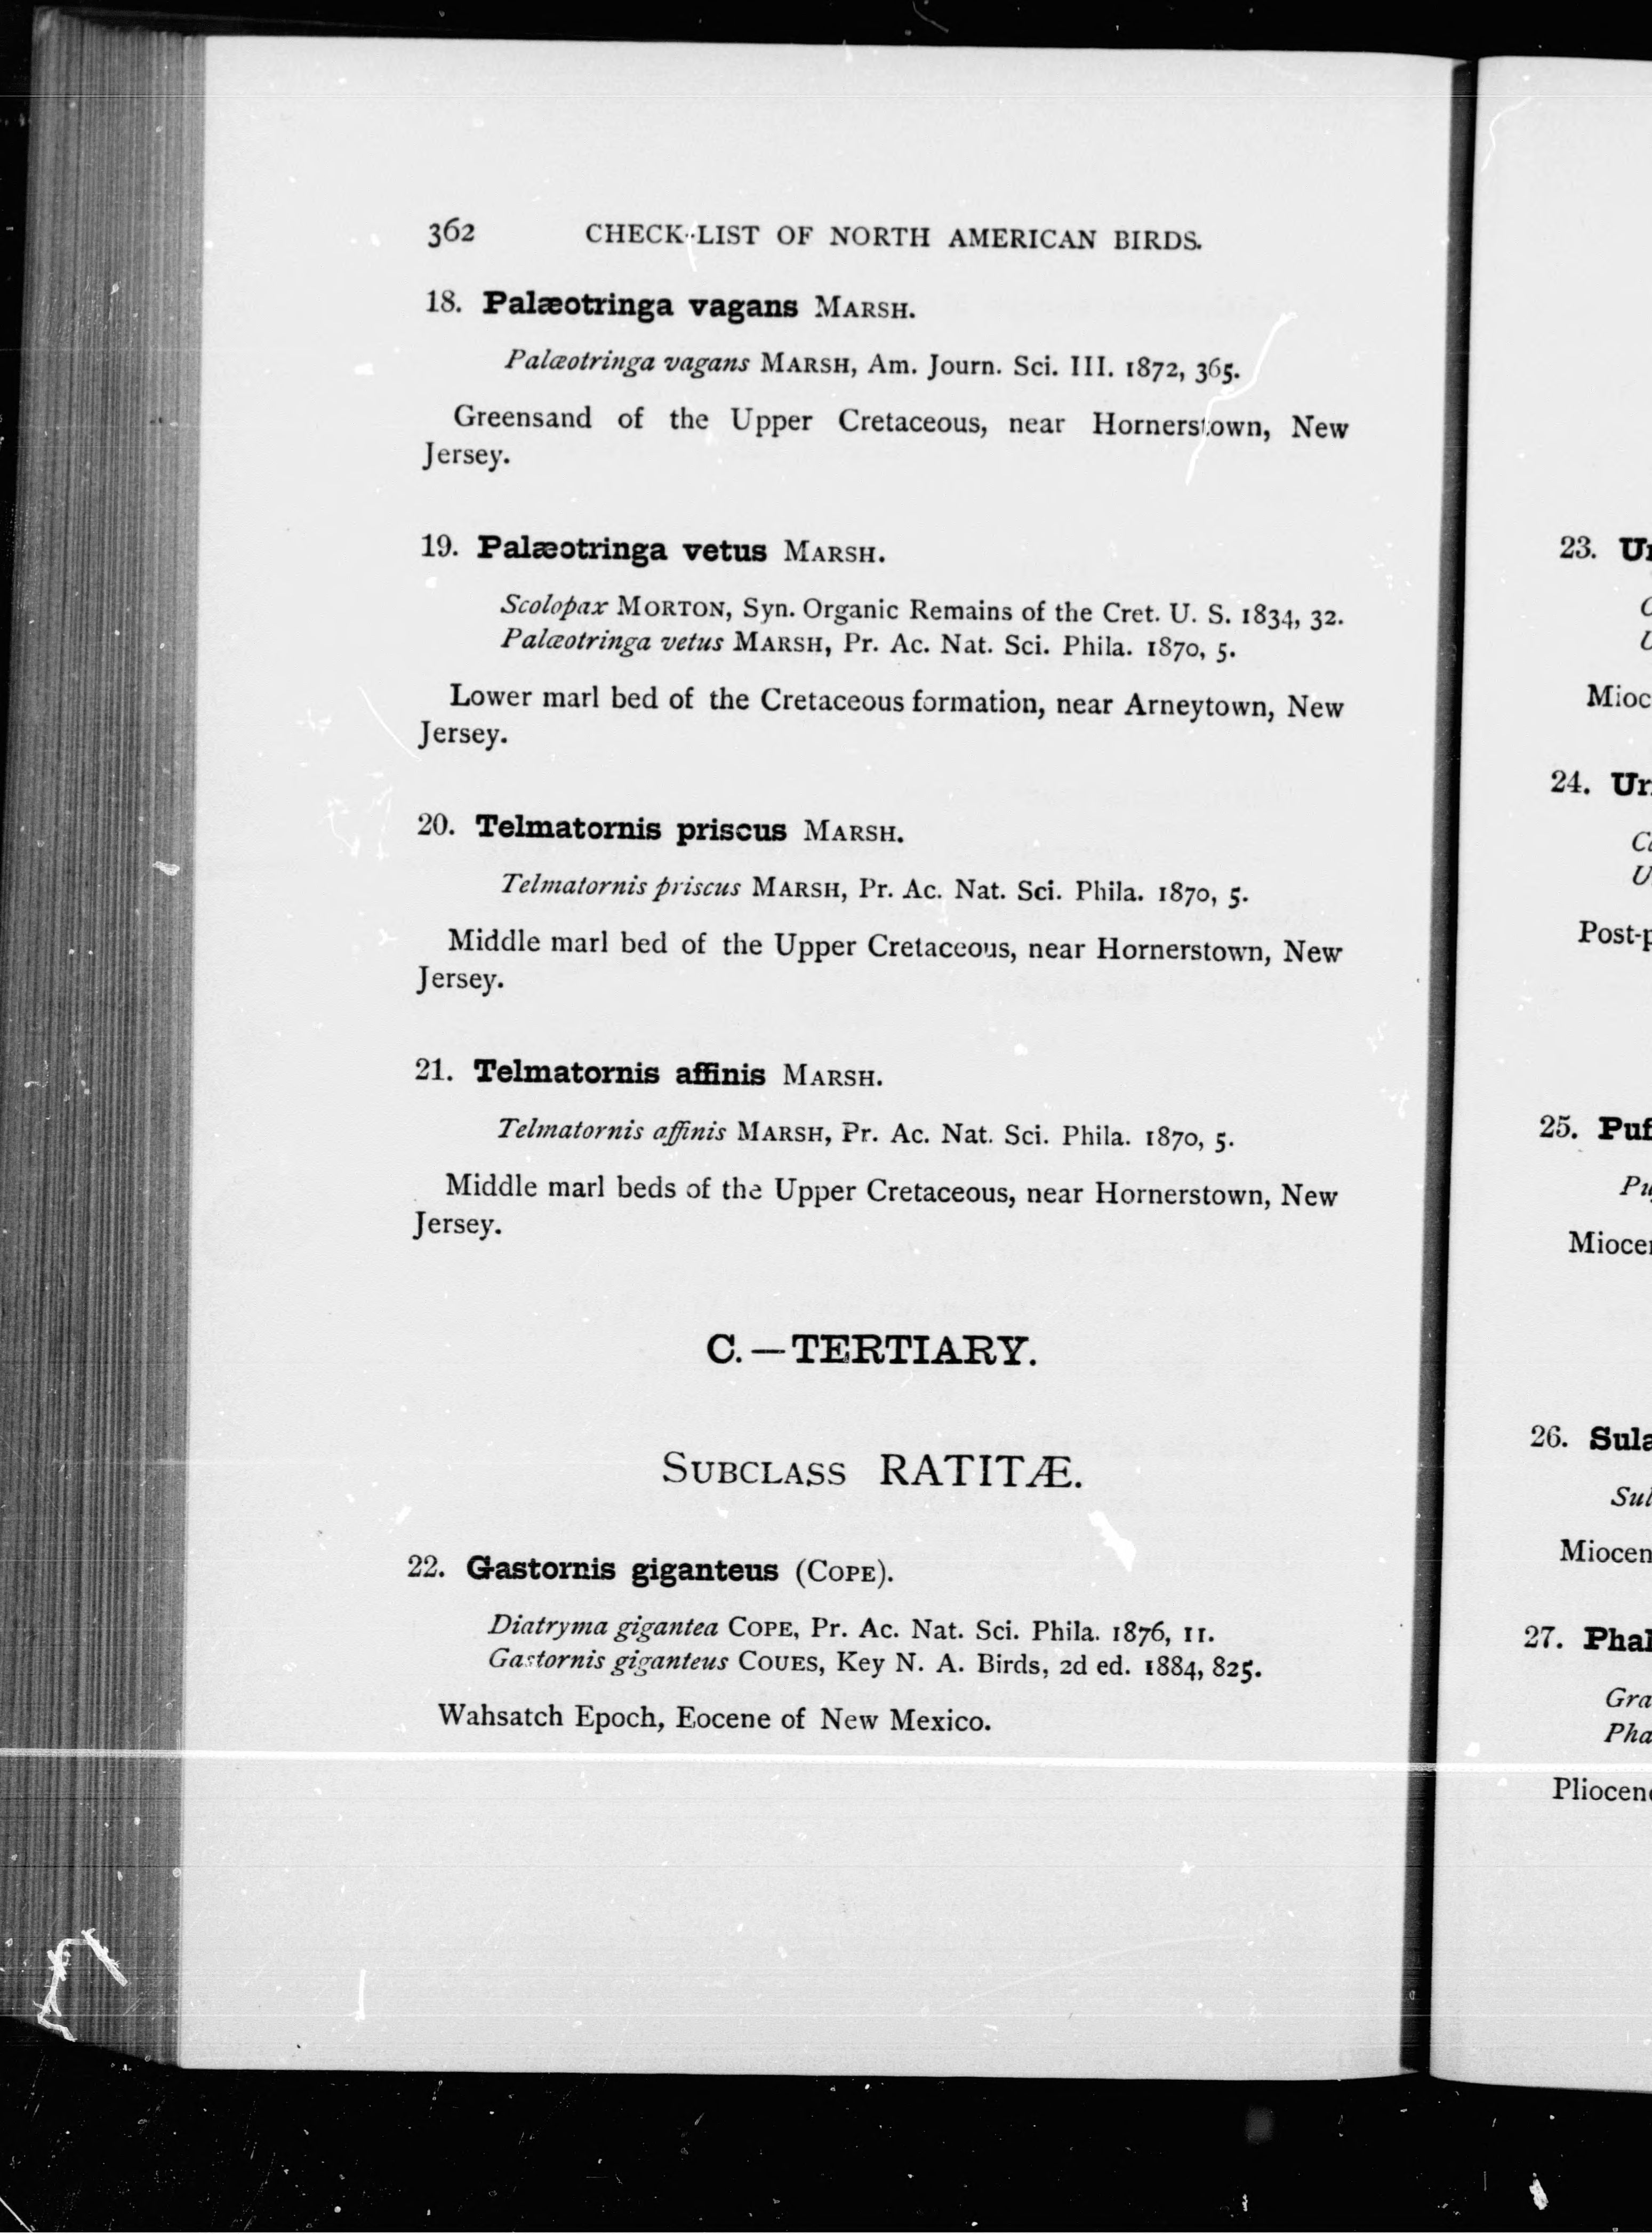 362 CHECK-LIST OF NORTH AMERICAN BIRDS.
18. Palæotringa vagans MARSH.
Palæotringa vagans MARSH, Am. Journ. Sci. III. 1872, 365.
Greensand of the Upper Cretaceous, near Hornerstown, New
Jersey.
19. Palæotringa vetus MARSH.
Scolopax MORTON, Syn. Organic Remains of the Cret. U. S. 1834, 32.
Palæotringa vetus MARSH, Pr. Ac. Nat. Sci. Phila. 1870, 5.
Lower marl bed of the Cretaceous formation, near Arneytown, New
Jersey.
20. Telmatornis priscus MARSH.
Telmatornis priscus MARSH, Pr. Ac. Nat. Sci. Phila. 1870, 5.
Middle marl bed of the Upper Cretaceous, near Hornerstown, New
Jersey.
21. Telmatornis affinis MARSH.
Telmatornis affinis MARSH, Pr. Ac. Nat. Sci. Phila. 1870, 5.
Middle marl beds of the Upper Cretaceous, near Hornerstown, New
Jersey.
C.—TERTIARY.
SUBCLASS RATITÆ.
22. Gastornis giganteus (COPE).
Diatryma gigantea COPE, Pr. Ac. Nat. Sci. Phila. 1876, 11.
Gastornis giganteus COUES, Key N. A. Birds, 2d ed. 1884, 825.
Wahsatch Epoch, Eocene of New Mexico.
23.
24.
25. Puf
Pu
Mioc
Post-p
Miocen
26. Sula
Sul
Miocen
27. Phal
Gra
Pha
Pliocene